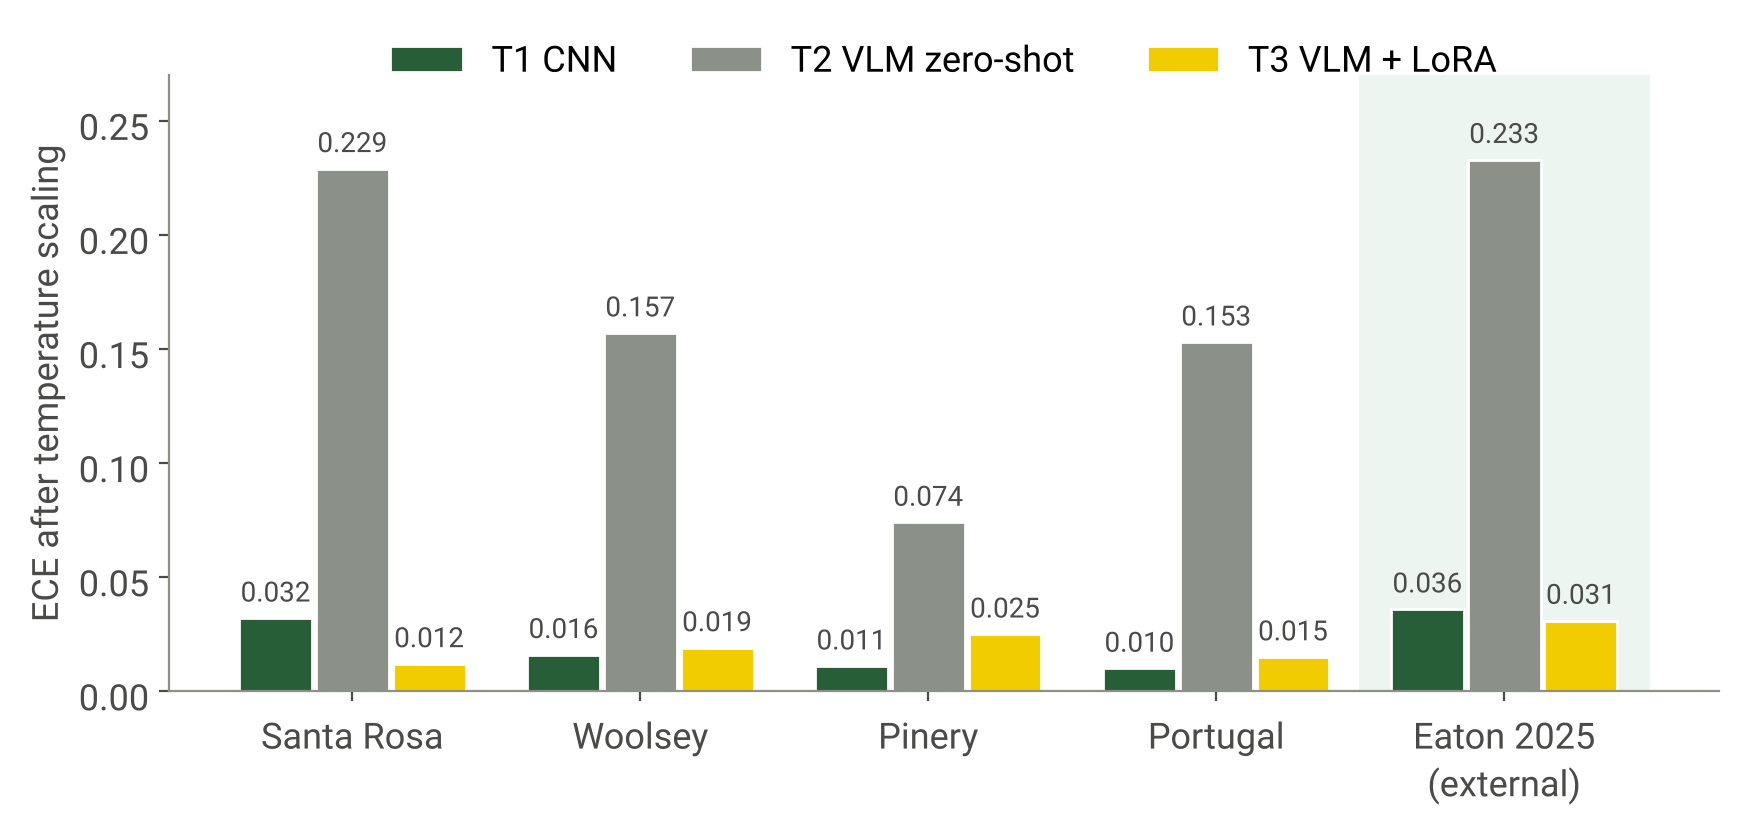 T1 CNN
T2 VLM zero-shot
T3 VLM + LoRA
ECE after temperature scaling
0.25
0.20
0.15
0.10
0.05
0.00
0.032
0.229
0.012
0.016
0.157
0.019
0.011
0.074
0.025
0.010
0.153
0.015
0.036
0.233
0.031
Santa Rosa
Woolsey
Pinery
Portugal
Eaton 2025
(external)